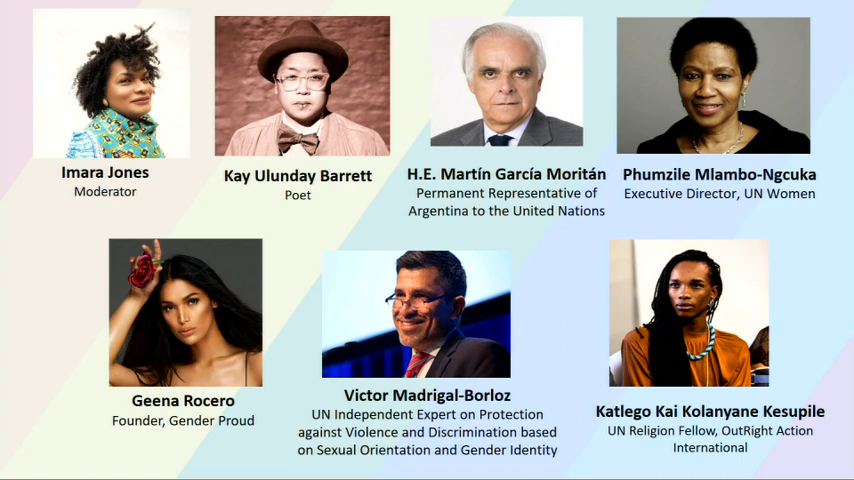 Imara Jones
Moderator
Kay Ulunday Barrett
Poet
H.E. Martín García Moritán
Permanent Representative of
Argentina to the United Nations
Phumzile Mlambo-Ngcuka
Executive Director, UN Women
Geena Rocero
Founder, Gender Proud
Victor Madrigal-Borloz
UN Independent Expert on Protection
against Violence and Discrimination based
on Sexual Orientation and Gender Identity
Katlego Kai Kolanyane Kesupile
UN Religion Fellow, OutRight Action
International